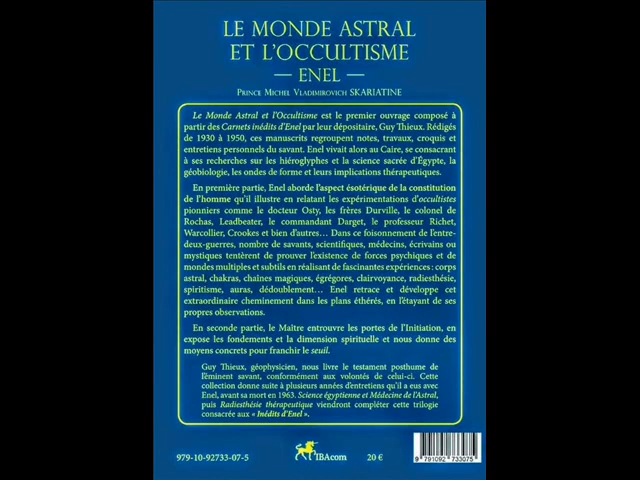 LE MONDE ASTRAL
ET L'OCCULTISME
— ENEL —
PRINCE MICHEL VLADIMIROVICH SKARIATINE
Le Monde Astral et l'Occultisme est le premier ouvrage composé à
partir des Carnets inédits d'Enel par leur dépositaire, Guy Thieux. Rédigés
de 1930 à 1950, ces manuscrits regroupent notes, travaux, croquis et
entretiens personnels du savant. Enel vivait alors au Caire, se consacrant
à ses recherches sur les hiéroglyphes et la science sacrée d'Égypte, la
géobiologie, les ondes de forme et leurs implications thérapeutiques.
En première partie, Enel aborde l'aspect ésotérique de la constitution
de l'homme qu'il illustre en relatant les expérimentations d'occultistes
pionniers comme le docteur Osty, les frères Durville, le colonel de
Rochas, Leadbeater, le commandant Darget, le professeur Richet,
Warcollier, Crookes et bien d'autres… Dans ce foisonnement de l'entre-
deux-guerres, nombre de savants, scientifiques, médecins, écrivains ou
mystiques tentèrent de prouver l'existence de forces psychiques et de
mondes multiples et subtils en réalisant de fascinantes expériences : corps
astral, chakras, chaînes magiques, égrégores, clairvoyance, radiesthésie,
spiritisme, auras, dédoublement… Enel retrace et développe cet
extraordinaire cheminement dans les plans éthérés, en l'étayant de ses
propres observations.
En seconde partie, le Maître entrouvre les portes de l'Initiation, en
expose les fondements et la dimension spirituelle et nous donne des
moyens concrets pour franchir le seuil.
Guy Thieux, géophysicien, nous livre le testament posthume de
l'éminent savant, conformément aux volontés de celui-ci. Cette
collection donne suite à plusieurs années d'entretiens qu'il a eus avec
Enel, avant sa mort en 1963. Science égyptienne et Médecine de l'Astral,
puis Radiesthésie thérapeutique viendront compléter cette trilogie
consacrée aux « Inédits d'Enel ».
979-10-92733-07-5
IBAcom
20 €
9 791092 733075